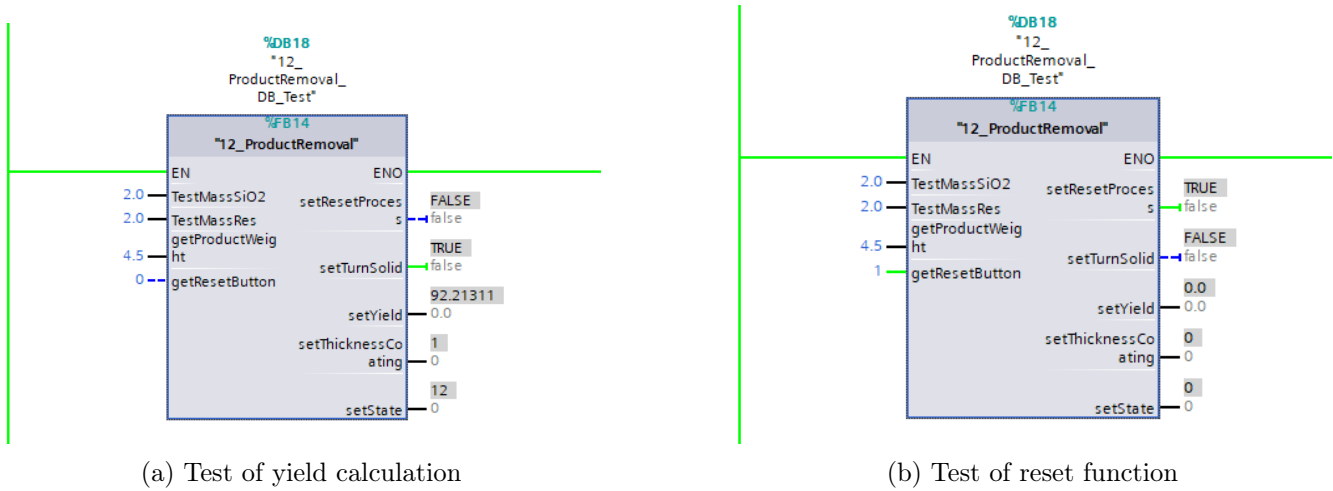 %DB18
"12_
ProductRemoval_
DB_Test"
%FB14
"12_ProductRemoval"
EN
ENO
2.0
TestMassSiO2
setResetProces
s
FALSE
false
2.0
TestMassRes
getProductWeig
ht
4.5
setTurnSolid
TRUE
false
0
getResetButton
setYield
92.21311
0.0
setThicknessCo
ating
1
0
setState
12
0
(a) Test of yield calculation
%DB18
"12_
ProductRemoval_
DB_Test"
%FB14
"12_ProductRemoval"
EN
ENO
2.0
TestMassSiO2
setResetProces
s
TRUE
false
2.0
TestMassRes
getProductWeig
ht
4.5
setTurnSolid
FALSE
false
1
getResetButton
setYield
0.0
0.0
setThicknessCo
ating
0
0
setState
0
0
(b) Test of reset function